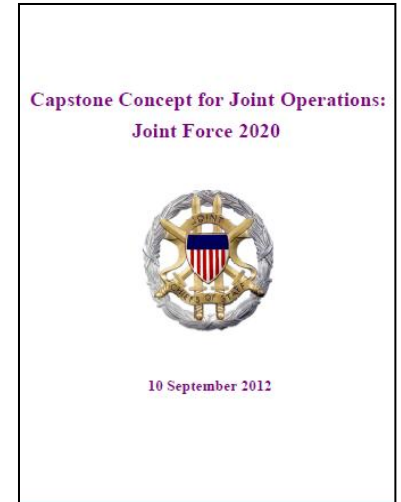 Capstone Concept for Joint Operations:
Joint Force 2020
JOINT
CHIEFS OF STAFF
10 September 2012